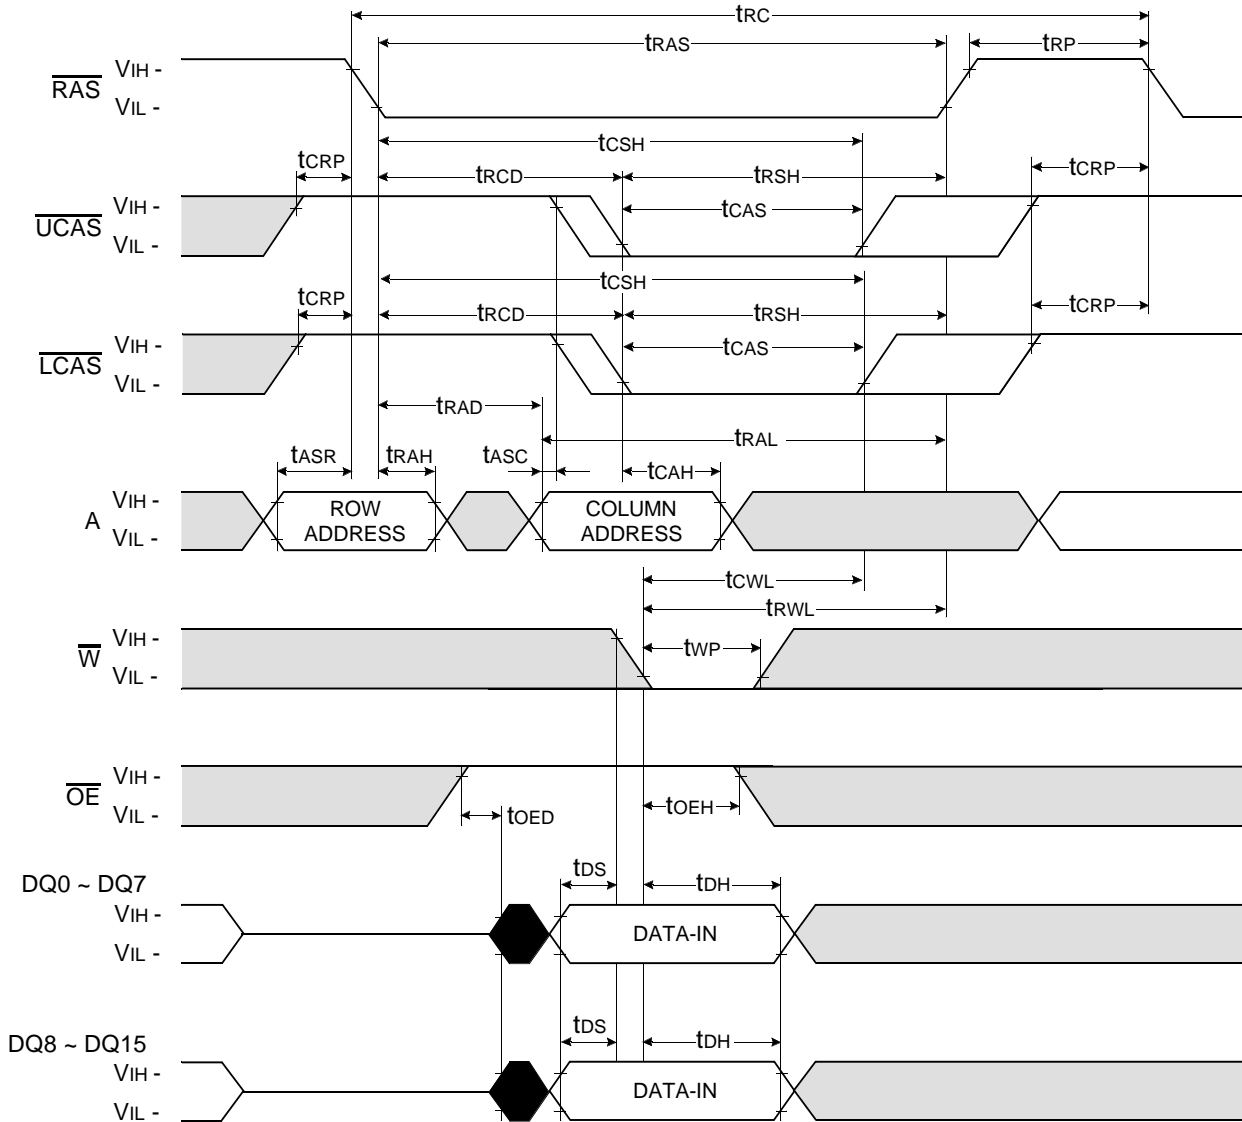 tRC
tRAS
tRP
RAS
VIH -
VIL -
tCSH
tCRP
tRCD
tRSH
tCRP
UCAS
VIH -
VIL -
tCAS
tCSH
tCRP
tRCD
tRSH
tCRP
LCAS
VIH -
VIL -
tCAS
tRAD
tRAL
tASR
tRAH
tASC
tCAH
A
VIH -
VIL -
ROW
ADDRESS
COLUMN
ADDRESS
tCWL
tRWL
W
VIH -
VIL -
tWP
OE
VIH -
VIL -
tOED
tOEH
DQ0 ~ DQ7
VIH -
VIL -
tDS
tDH
DATA-IN
DQ8 ~ DQ15
VIH -
VIL -
tDS
tDH
DATA-IN